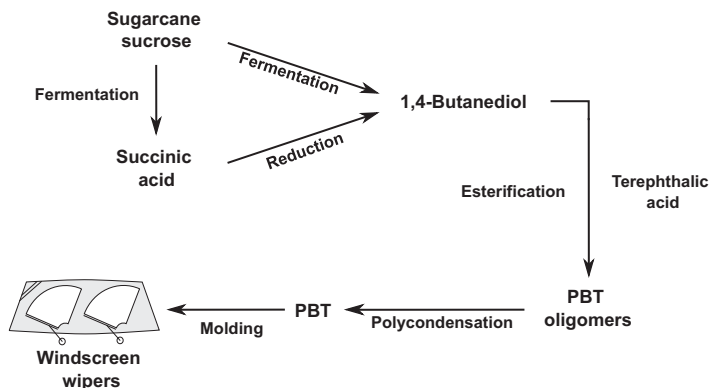 Sugarcane
sucrose
Fermentation
Fermentation
1,4-Butanediol
Succinic
acid
Reduction
Esterification
Terephthalic
acid
PBT
oligomers
Polycondensation
PBT
Molding
Windscreen
wipers